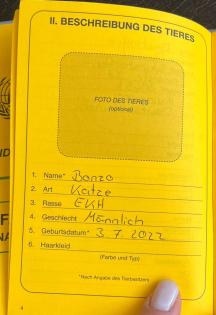 II. BESCHREIBUNG DES TIERES
FOTO DES TIERES
(optional)
1. Name* Banzo
2. Art Katze
3. Rasse EKH
4. Geschlecht Männlich
5. Geburtsdatum* 3.7.2022
6. Haarkleid
(Farbe und Typ)
*Nach Angabe des Tierbesitzers
4